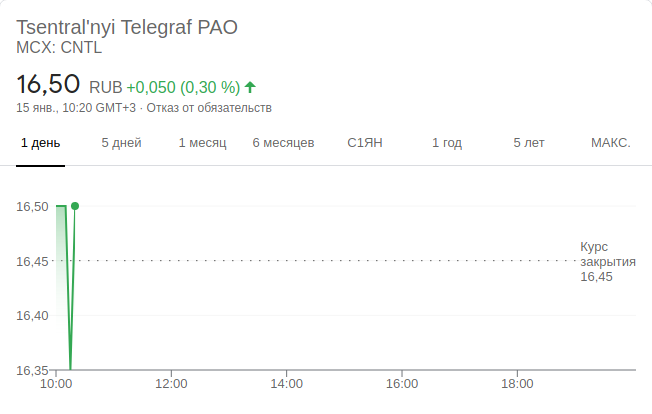 Tsentral'nyi Telegraf PAO
MCX: CNTL
16,50 RUB +0,050 (0,30 %)
15 янв., 10:20 GMT+3 · Отказ от обязательств
1 день 5 дней 1 месяц 6 месяцев С1ЯН 1 год 5 лет МАКС.
16,50
Курс
закрытия
16,45
16,45
16,40
16,35
10:00 12:00 14:00 16:00 18:00